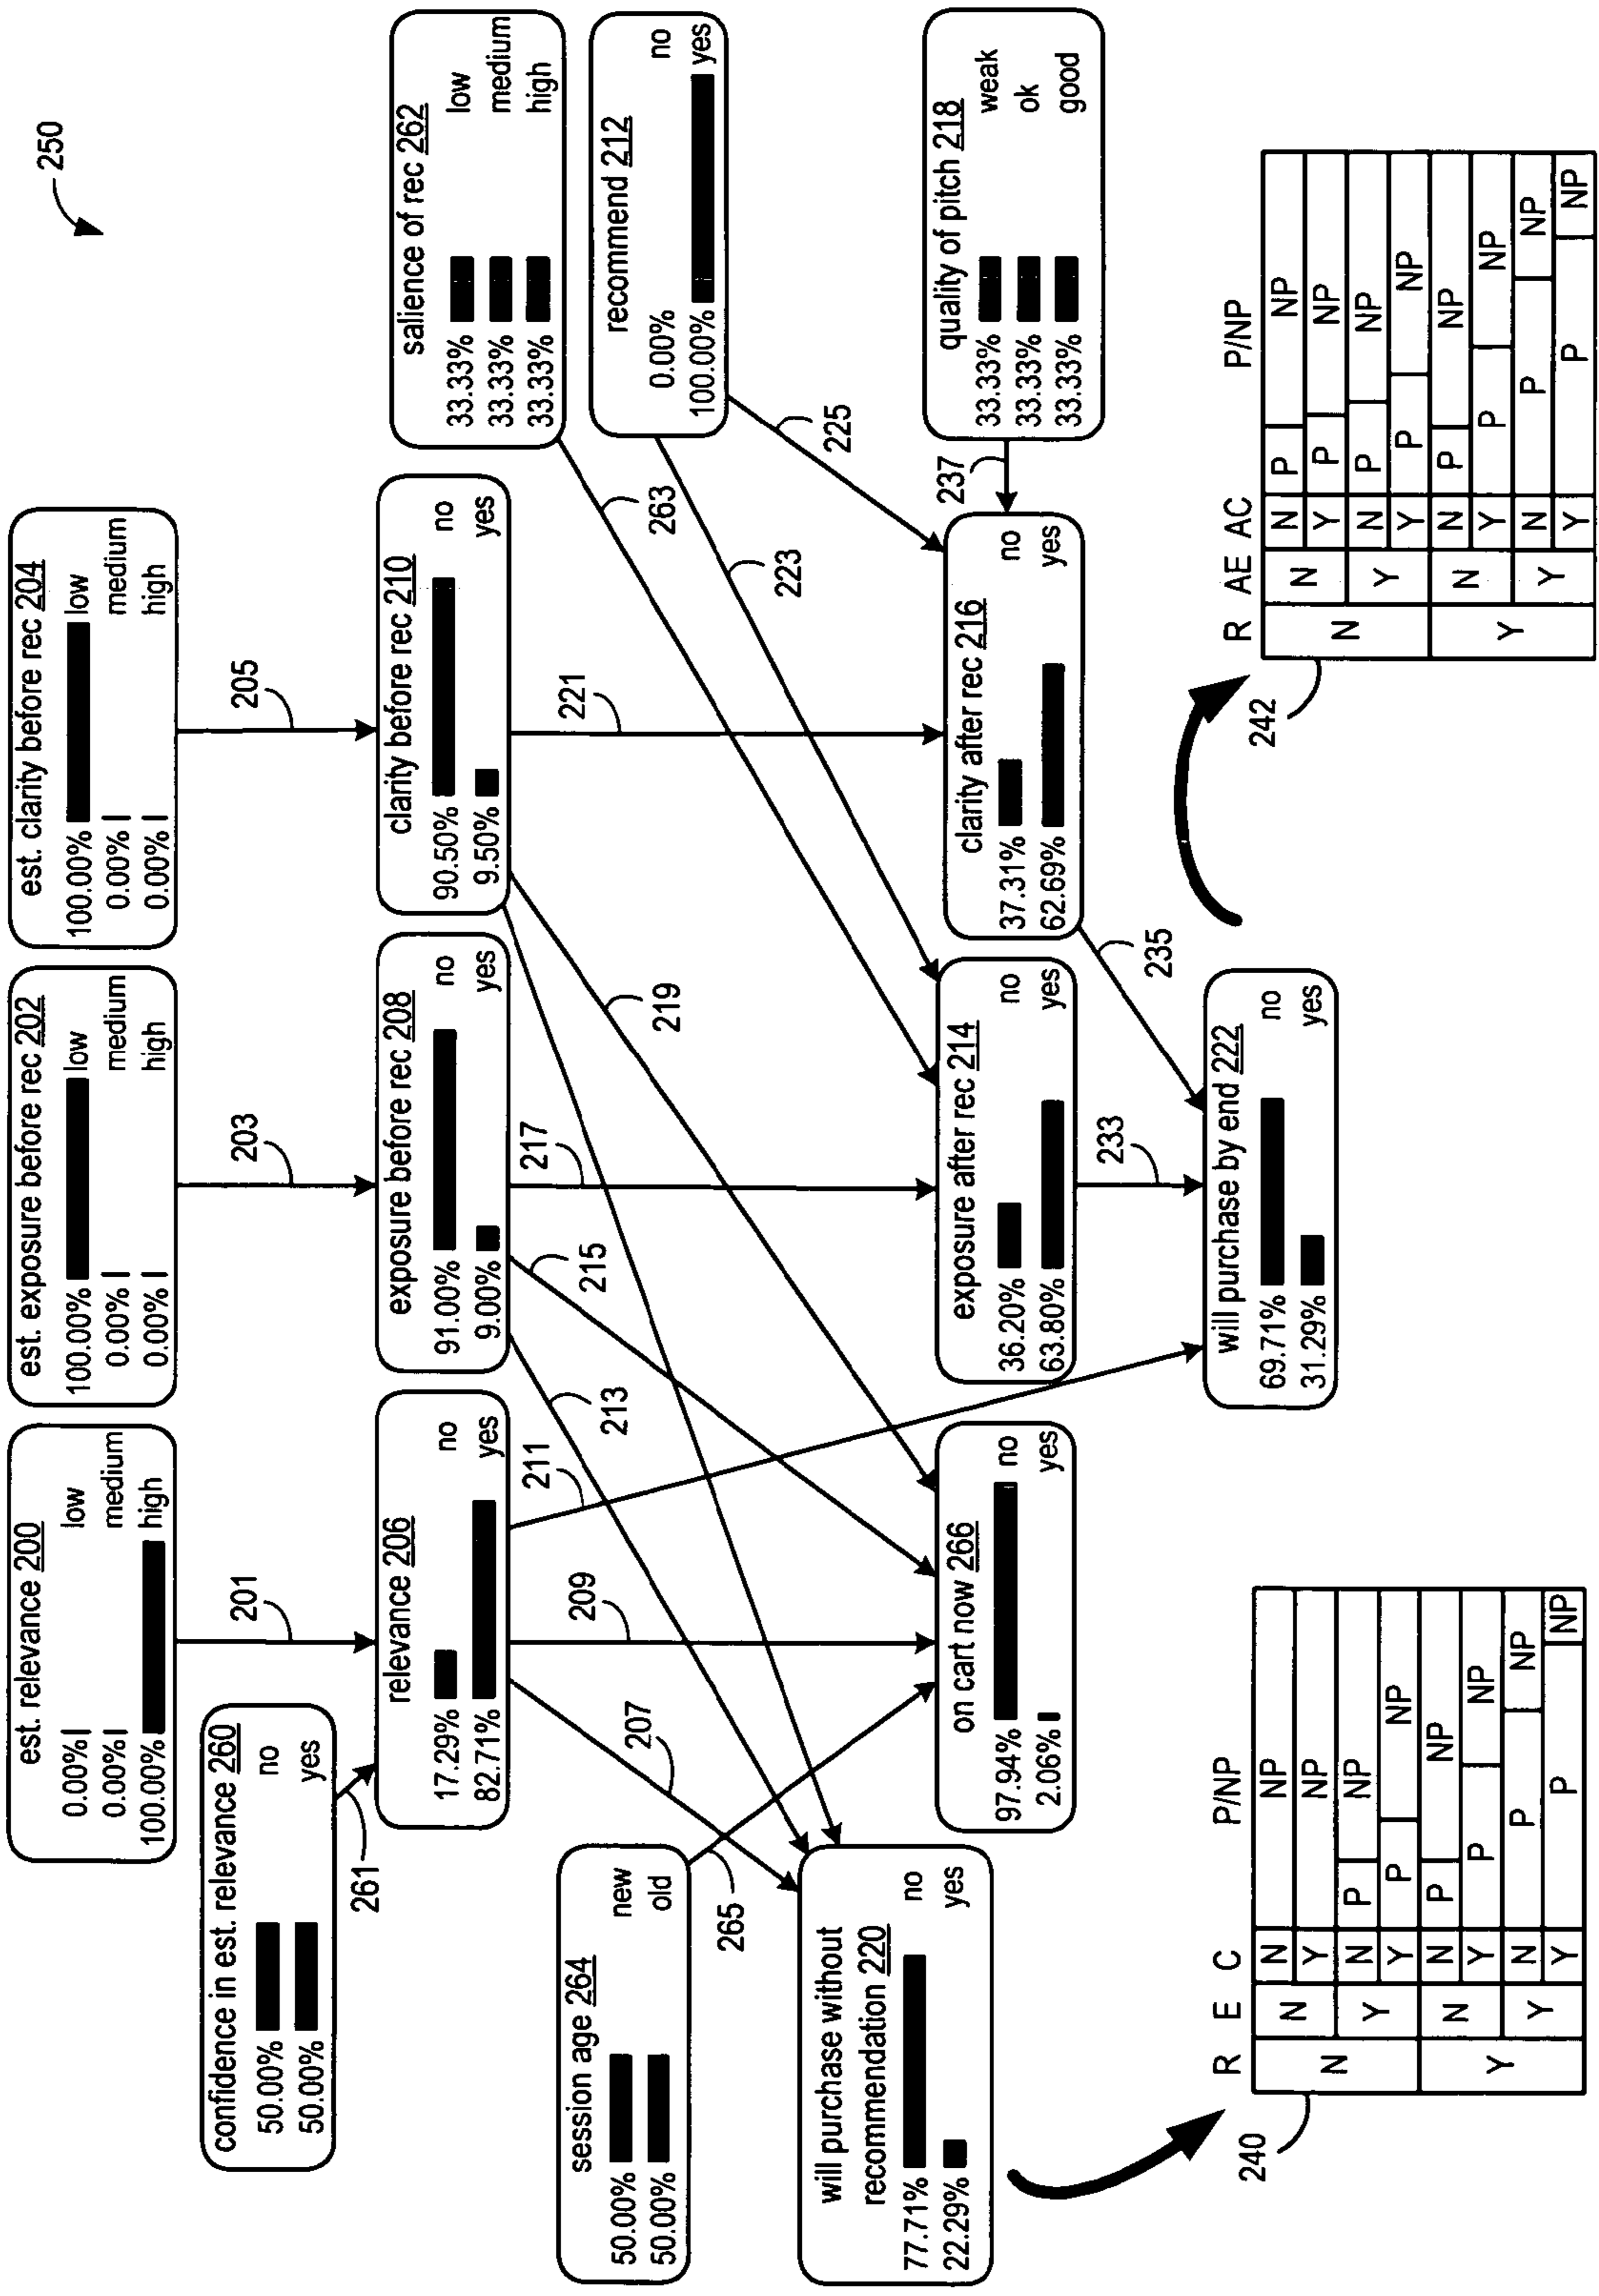 250
est. relevance 200
0.00% low
0.00% medium
100.00% high
est. exposure before rec 202
100.00% low
0.00% medium
0.00% high
est. clarity before rec 204
100.00% low
0.00% medium
0.00% high
201
203
205
confidence in est. relevance 260
50.00% no
50.00% yes
261
relevance 206
17.29% no
82.71% yes
exposure before rec 208
91.00% no
9.00% yes
clarity before rec 210
90.50% no
9.50% yes
salience of rec 262
33.33% low
33.33% medium
33.33% high
session age 264
50.00% new
50.00% old
265
207
209
211
213
215
217
219
221
263
223
recommend 212
0.00% no
100.00% yes
225
will purchase without
recommendation 220
77.71% no
22.29% yes
on cart now 266
97.94% no
2.06% yes
exposure after rec 214
36.20% no
63.80% yes
clarity after rec 216
37.31% no
62.69% yes
237
quality of pitch 218
33.33% weak
33.33% ok
33.33% good
233
235
will purchase by end 222
69.71% no
31.29% yes
240
R E C P/NP
N N N NP
Y NP
Y N P NP
Y P NP
Y N N P NP
Y P NP
Y N P NP
Y P NP
242
R AE AC P/NP
N N N P NP
Y P NP
Y N P NP
Y P NP
Y N N P NP
Y P NP
Y N P NP
Y P NP